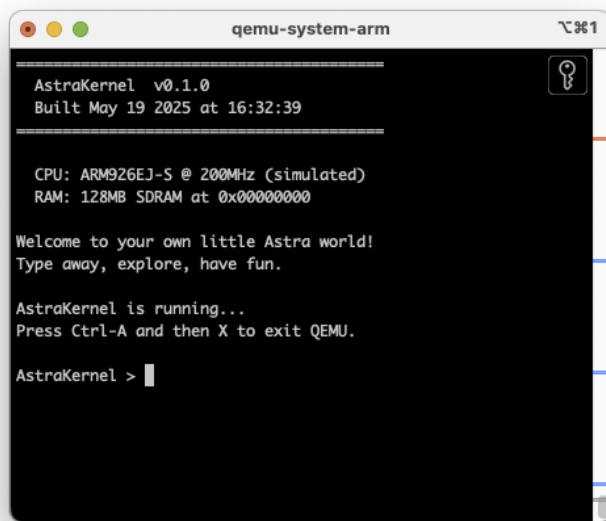 qemu-system-arm
⌥⌘1
AstraKernel v0.1.0
Built May 19 2025 at 16:32:39
CPU: ARM926EJ-S @ 200MHz (simulated)
RAM: 128MB SDRAM at 0x00000000
Welcome to your own little Astra world!
Type away, explore, have fun.
AstraKernel is running...
Press Ctrl-A and then X to exit QEMU.
AstraKernel >